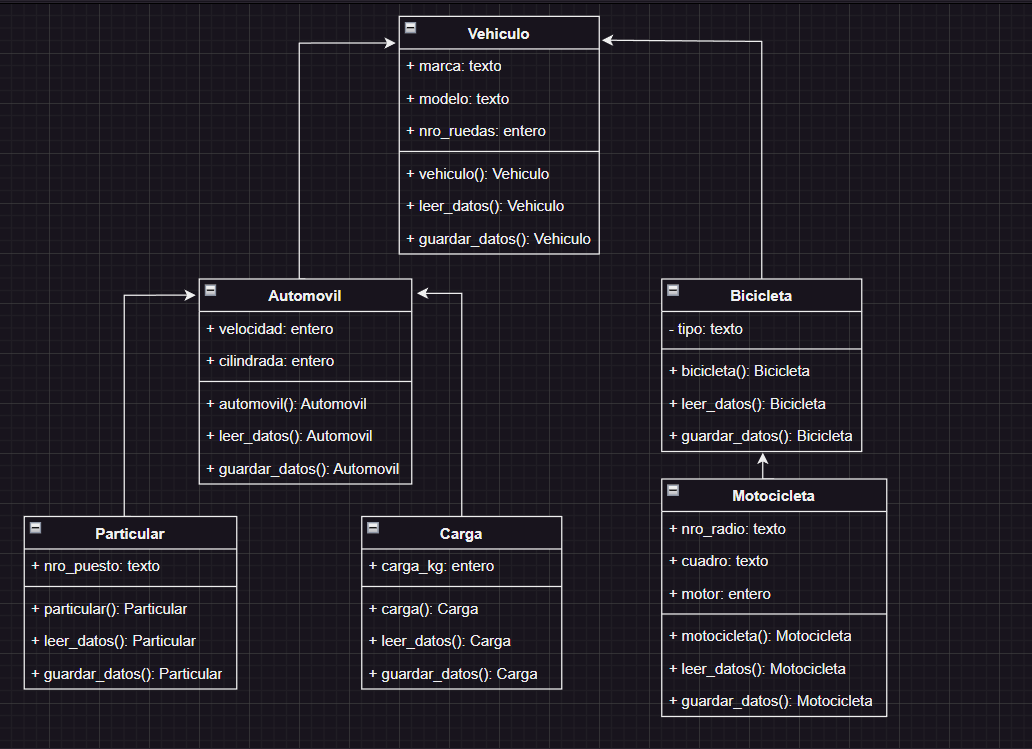 Vehiculo
+ marca: texto
+ modelo: texto
+ nro_ruedas: entero
+ vehiculo(): Vehiculo
+ leer_datos(): Vehiculo
+ guardar_datos(): Vehiculo
Automovil
+ velocidad: entero
+ cilindrada: entero
+ automovil(): Automovil
+ leer_datos(): Automovil
+ guardar_datos(): Automovil
Bicicleta
- tipo: texto
+ bicicleta(): Bicicleta
+ leer_datos(): Bicicleta
+ guardar_datos(): Bicicleta
Particular
+ nro_puesto: texto
+ particular(): Particular
+ leer_datos(): Particular
+ guardar_datos(): Particular
Carga
+ carga_kg: entero
+ carga(): Carga
+ leer_datos(): Carga
+ guardar_datos(): Carga
Motocicleta
+ nro_radio: texto
+ cuadro: texto
+ motor: entero
+ motocicleta(): Motocicleta
+ leer_datos(): Motocicleta
+ guardar_datos(): Motocicleta